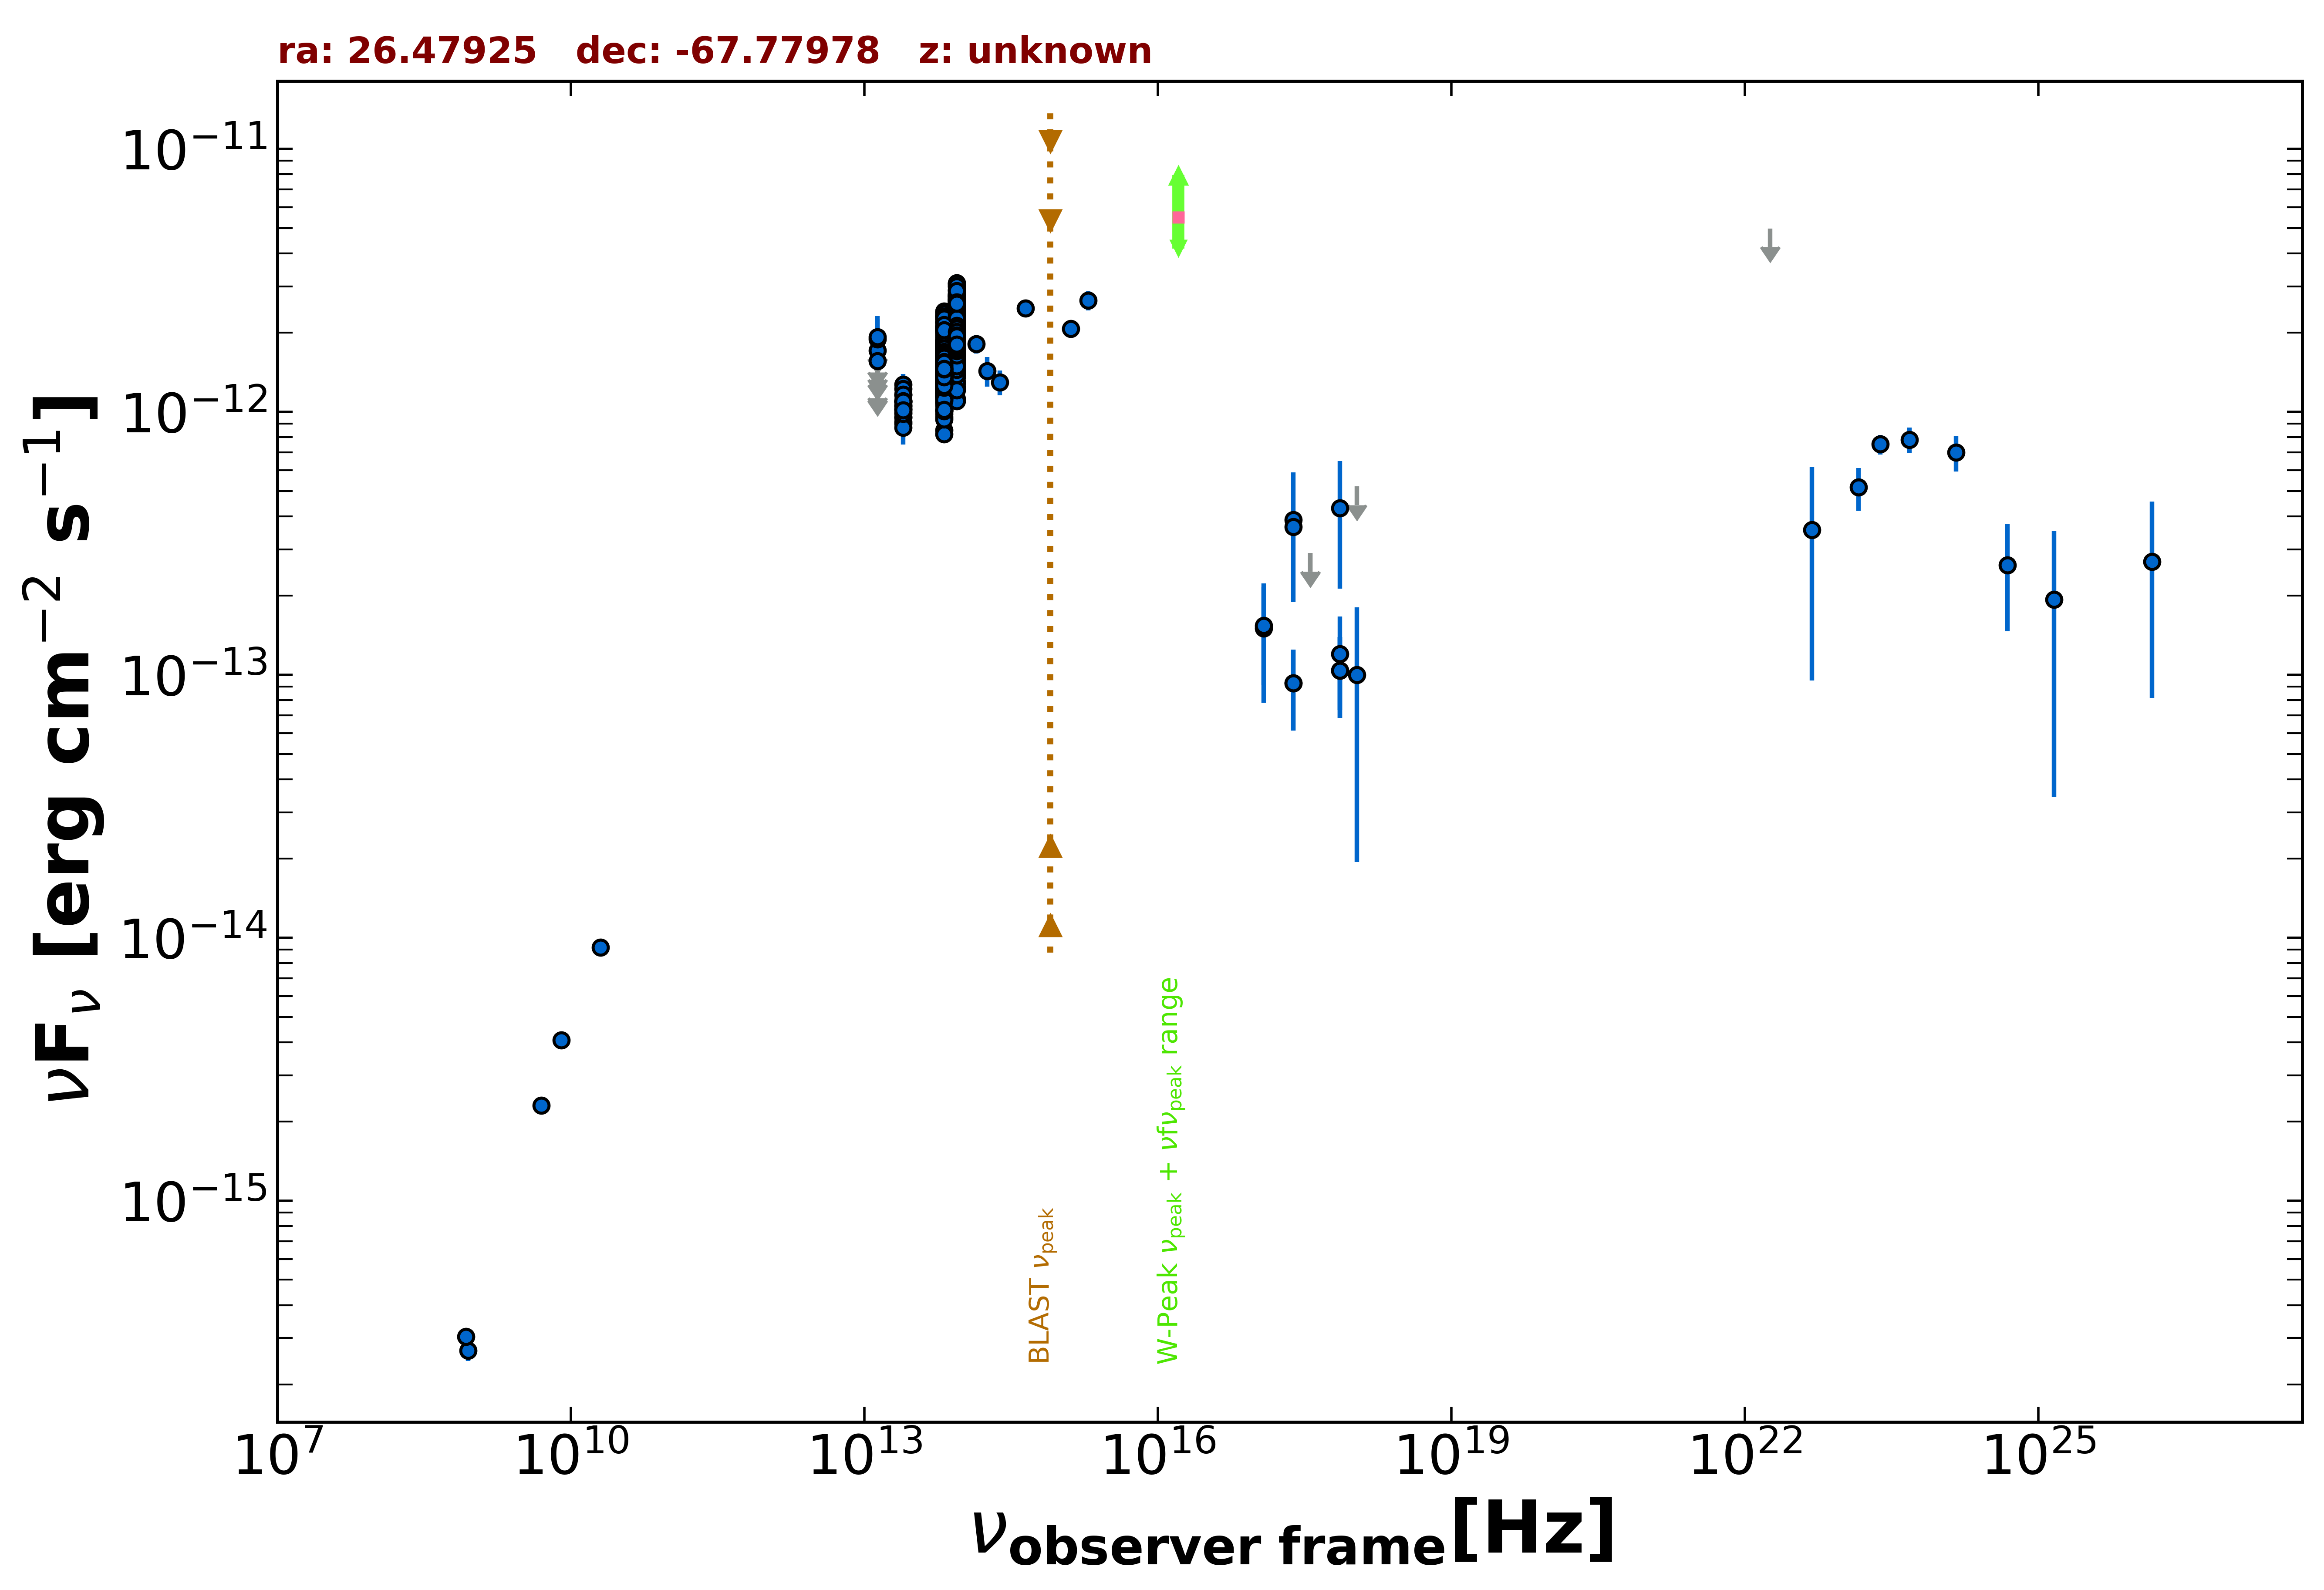 ra: 26.47925 dec: -67.77978 z: unknown
10⁻¹¹
10⁻¹²
10⁻¹³
10⁻¹⁴
10⁻¹⁵
νFν [erg cm⁻² s⁻¹]
BLAST νpeak
W-Peak νpeak + νfνpeak range
10⁷ 10¹⁰ 10¹³ 10¹⁶ 10¹⁹ 10²² 10²⁵
νobserver frame[Hz]